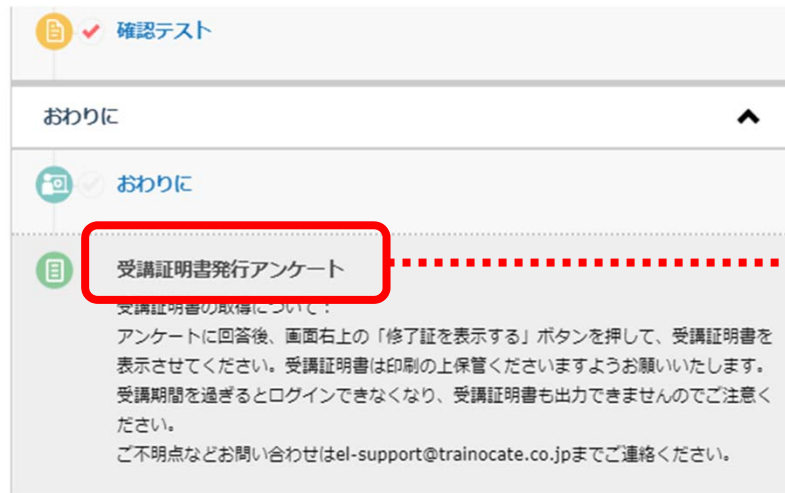 確認テスト
おわりに
おわりに
受講証明書発行アンケート
受講証明書の取得について：
アンケートに回答後、画面右上の「修了証を表示する」ボタンを押して、受講証明書を
表示させてください。受講証明書は印刷の上保管くださいますようお願いいたします。
受講期間を過ぎるとログインできなくなり、受講証明書も出力できませんのでご注意く
ださい。
ご不明点などお問い合わせはel-support@trainocate.co.jpまでご連絡ください。